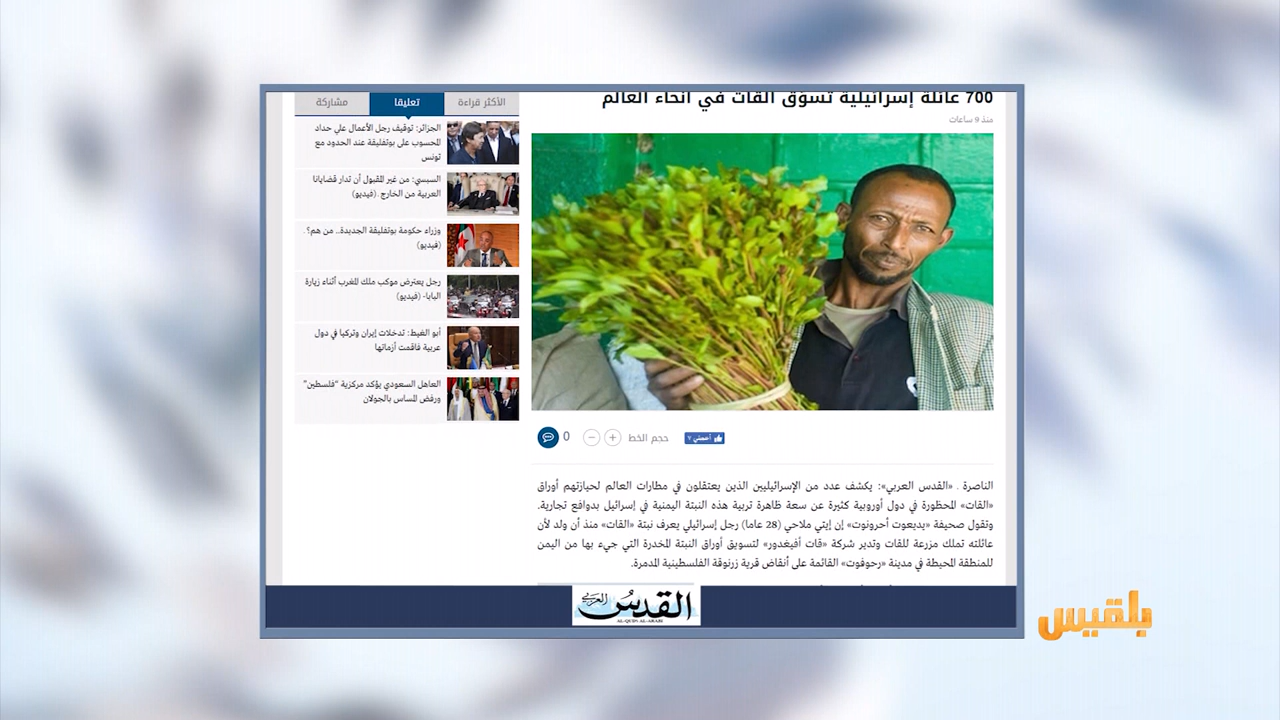 700 عائلة إسرائيلية تسوّق القات في أنحاء العالم
منذ 9 ساعات
الأكثر قراءة
تعليقا
مشاركة
الجزائر: توقيف رجل الأعمال علي حداد
المحسوب على بوتفليقة عند الحدود مع
تونس
السبسي: من غير المقبول أن تدار قضايانا
العربية من الخارج .(فيديو)
وزراء حكومة بوتفليقة الجديدة.. من هم؟ .
(فيديو)
رجل يعترض موكب ملك المغرب أثناء زيارة
البابا- (فيديو)
أبو الغيط: تدخلات إيران وتركيا في دول
عربية فاقمت أزماتها
العاهل السعودي يؤكد مركزية “فلسطين”
ورفض المساس بالجولان
أعجبني ٧
حجم الخط
+
−
0
الناصرة . «القدس العربي»: يكشف عدد من الإسرائيليين الذين يعتقلون في مطارات العالم لحيازتهم أوراق
«القات» المحظورة في دول أوروبية كثيرة عن سعة ظاهرة تربية هذه النبتة اليمنية في إسرائيل بدوافع تجارية.
وتقول صحيفة «يديعوت أحرونوت» إن إيتي ملاحي (28 عاما) رجل إسرائيلي يعرف نبتة «القات» منذ أن ولد لأن
عائلته تملك مزرعة للقات وتدير شركة «قات أفيغدور» لتسويق أوراق النبتة المخدرة التي جيء بها من اليمن
للمنطقة المحيطة في مدينة «رحوفوت» القائمة على أنقاض قرية زرنوقة الفلسطينية المدمرة.
القدس العربي
AL-QUDS AL-ARABI
بلقيس